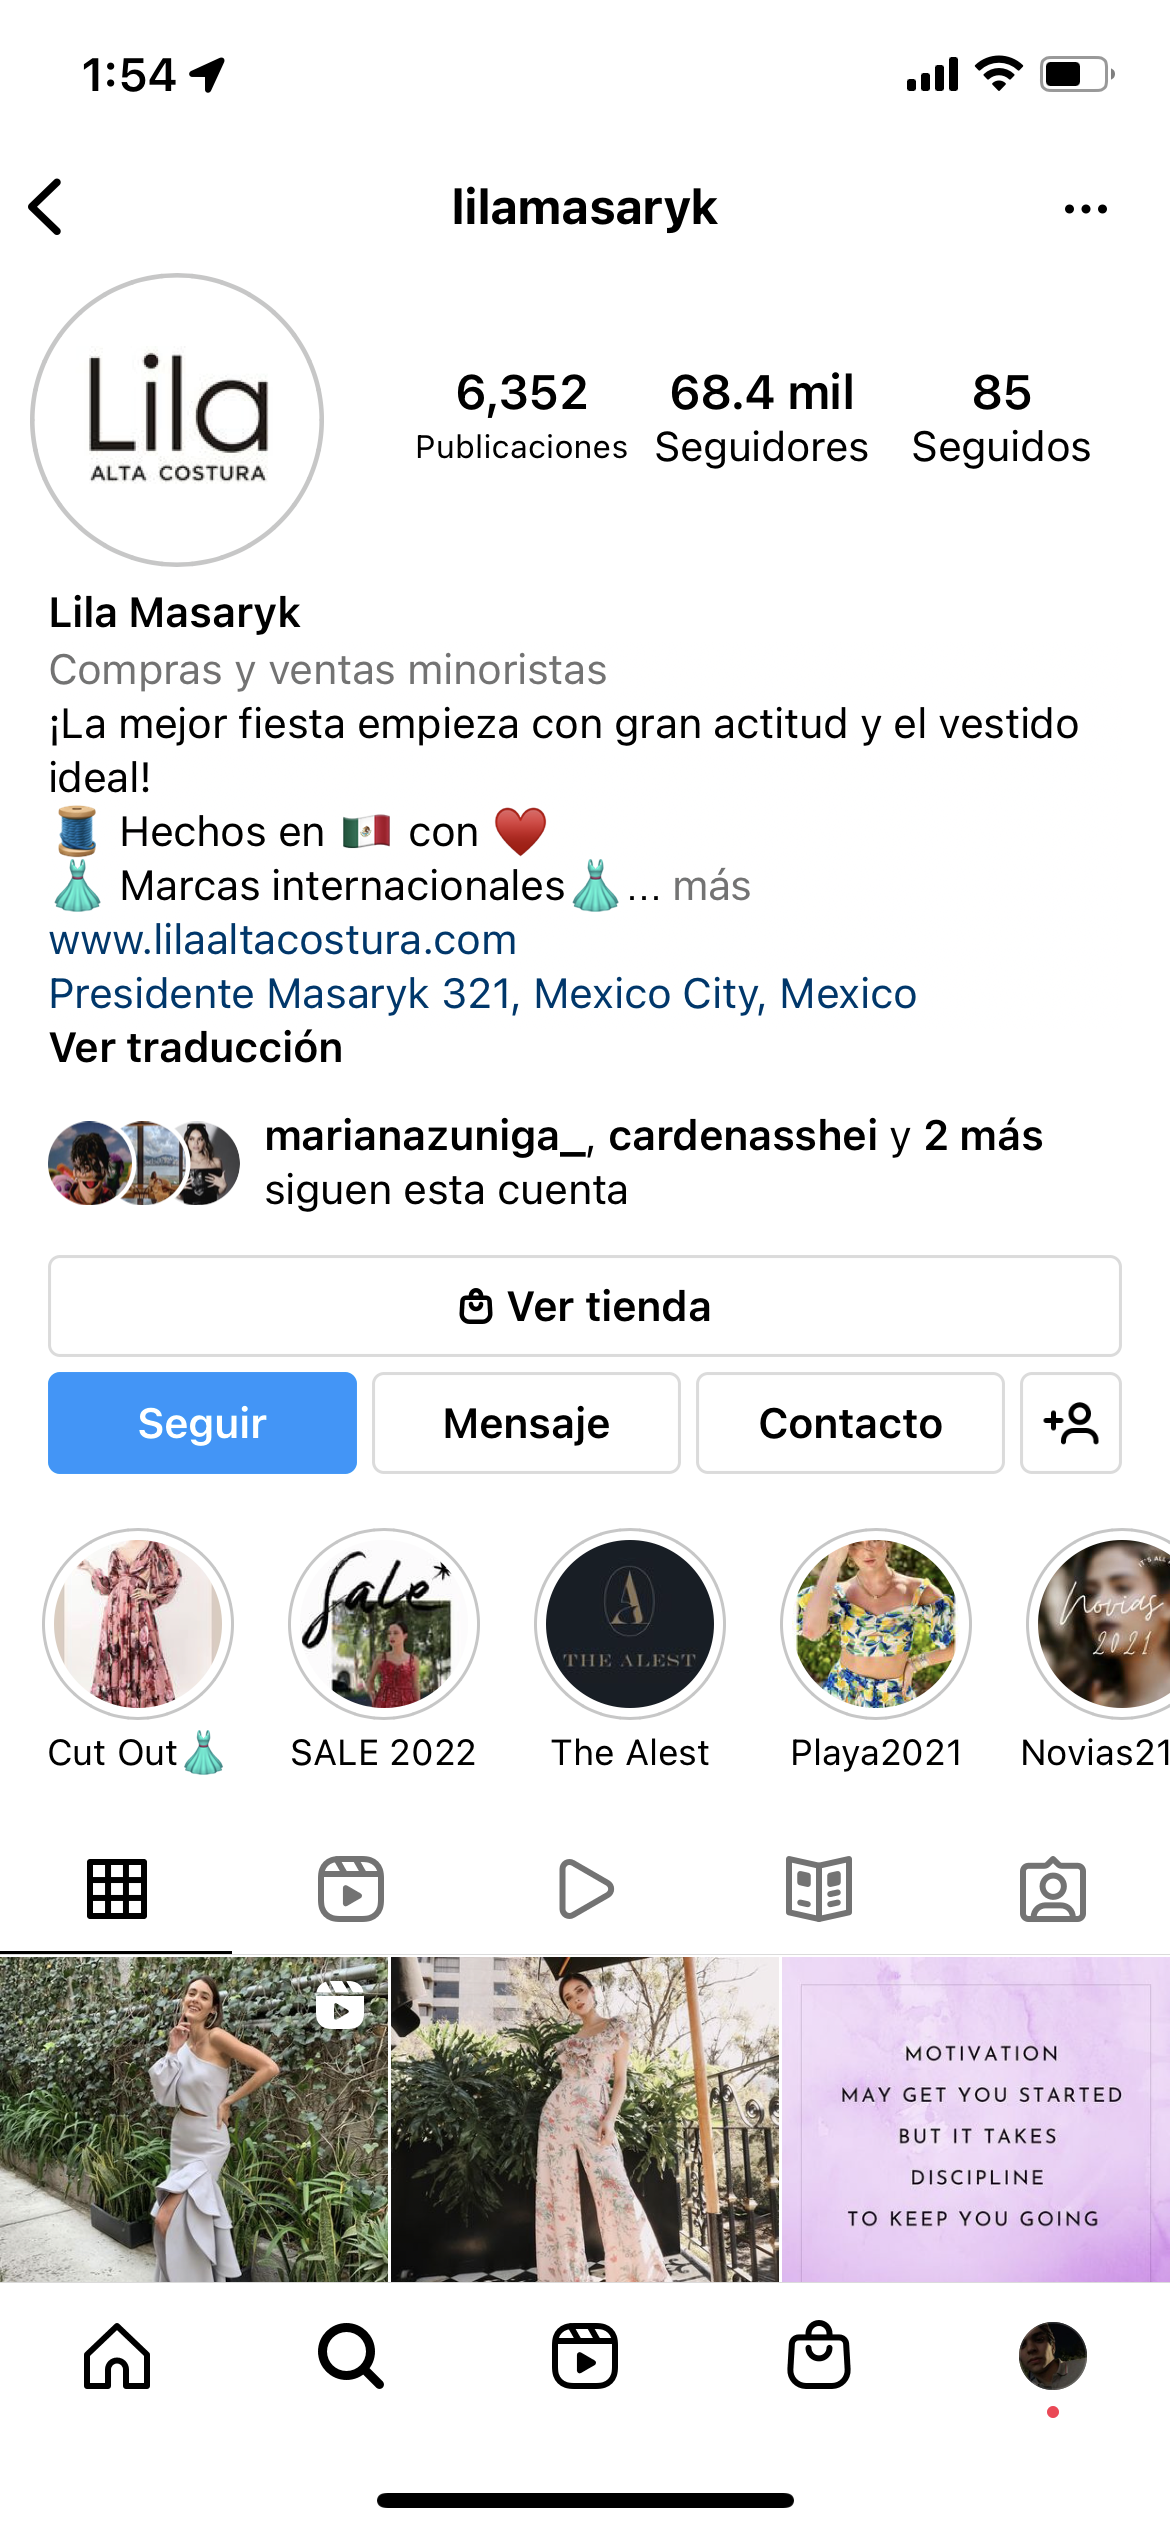 1:54
lilamasaryk
Lila
ALTA COSTURA
6,352
Publicaciones
68.4 mil
Seguidores
85
Seguidos
Lila Masaryk
Compras y ventas minoristas
¡La mejor fiesta empieza con gran actitud y el vestido
ideal!
🧵 Hechos en 🇲🇽 con ♥️
👗 Marcas internacionales👗... más
www.lilaaltacostura.com
Presidente Masaryk 321, Mexico City, Mexico
Ver traducción
marianazuniga_, cardenasshei y 2 más
siguen esta cuenta
Ver tienda
Seguir
Mensaje
Contacto
Sale
A
THE ALEST
IT'S ALL
Novias
2021
Cut Out👗
SALE 2022
The Alest
Playa2021
Novias21
MOTIVATION
MAY GET YOU STARTED
BUT IT TAKES
DISCIPLINE
TO KEEP YOU GOING